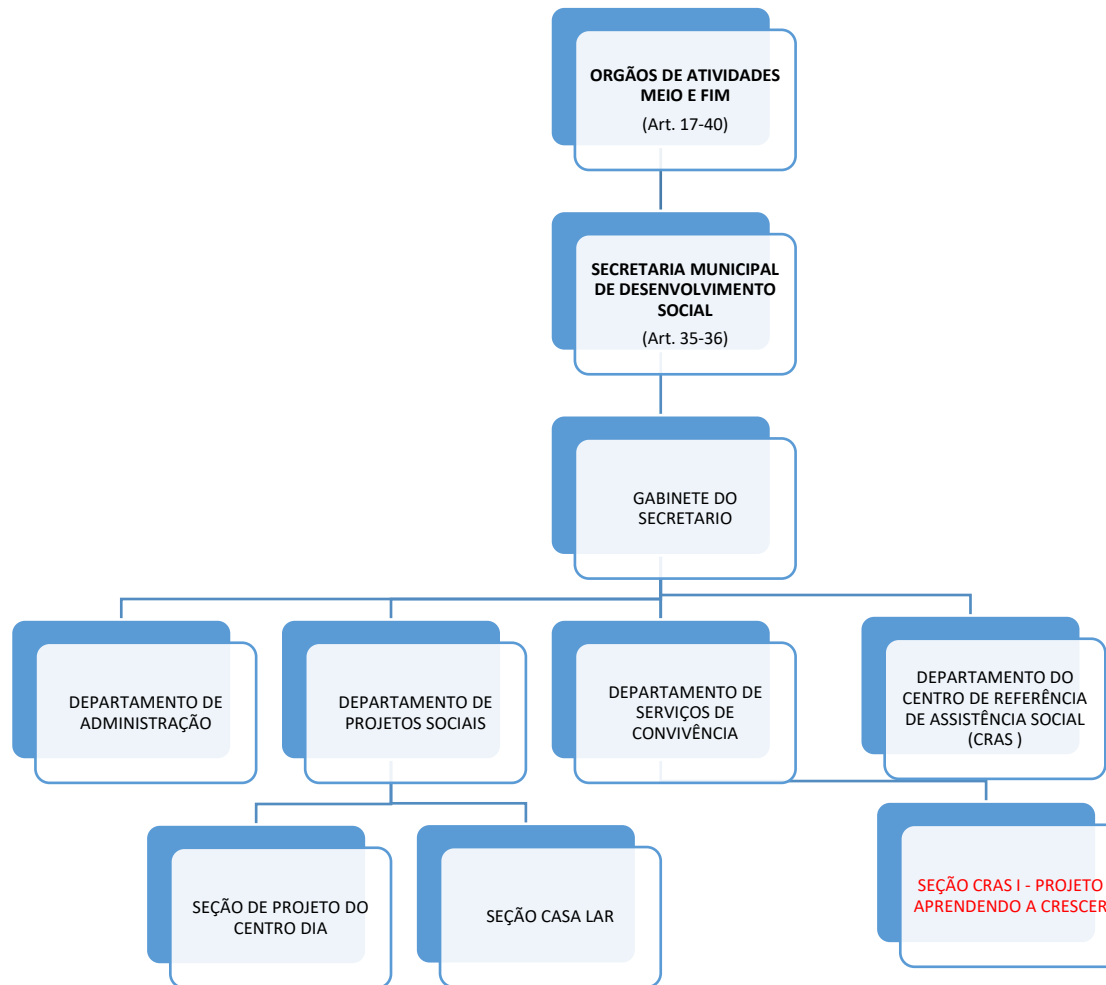 ORGÃOS DE ATIVIDADES
MEIO E FIM
(Art. 17-40)
SECRETARIA MUNICIPAL
DE DESENVOLVIMENTO
SOCIAL
(Art. 35-36)
GABINETE DO
SECRETARIO
DEPARTAMENTO DE
ADMINISTRAÇÃO
DEPARTAMENTO DE
PROJETOS SOCIAIS
DEPARTAMENTO DE
SERVIÇOS DE
CONVIVÊNCIA
DEPARTAMENTO DO
CENTRO DE REFERÊNCIA
DE ASSISTÊNCIA SOCIAL
(CRAS )
SEÇÃO DE PROJETO DO
CENTRO DIA
SEÇÃO CASA LAR
SEÇÃO CRAS I - PROJETO
APRENDENDO A CRESCER